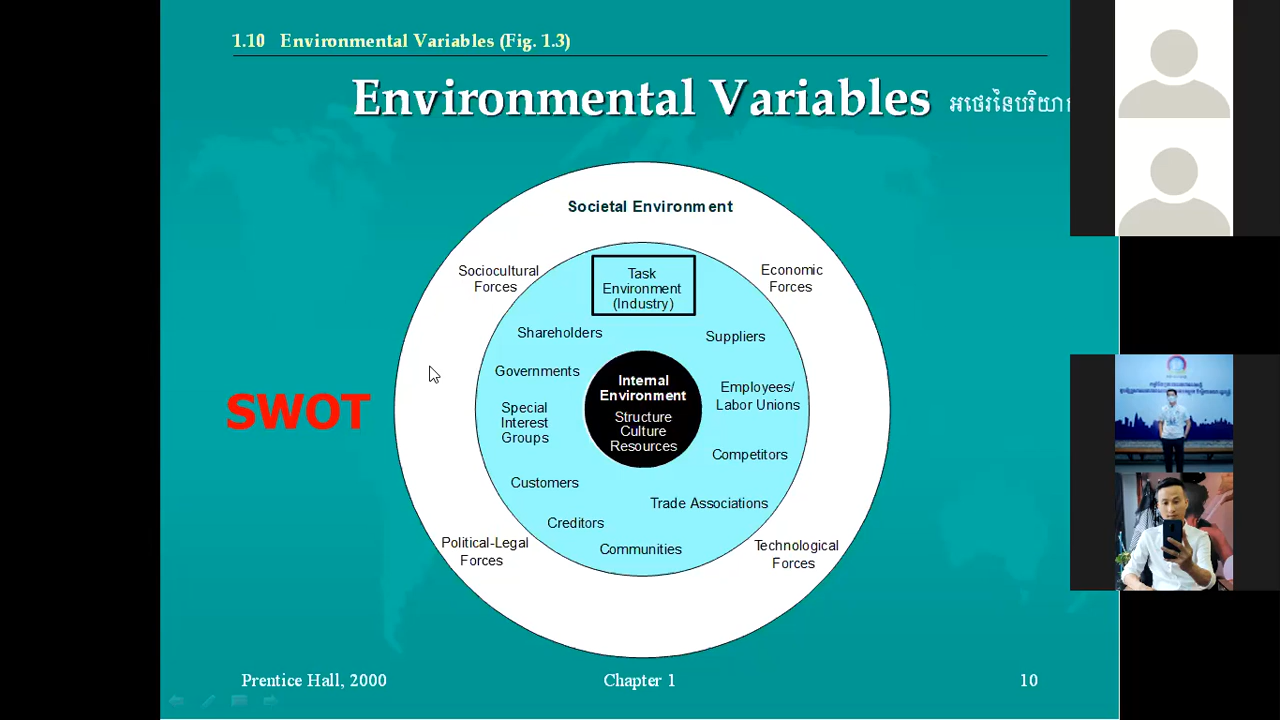 1.10 Environmental Variables (Fig. 1.3)
Environmental Variables
Societal Environment
Sociocultural
Forces
Economic
Forces
Task
Environment
(Industry)
Shareholders
Suppliers
Governments
Employees/
Labor Unions
Internal
Environment
Structure
Culture
Resources
SWOT
Special
Interest
Groups
Competitors
Customers
Trade Associations
Creditors
Communities
Political-Legal
Forces
Technological
Forces
Prentice Hall, 2000
Chapter 1
10